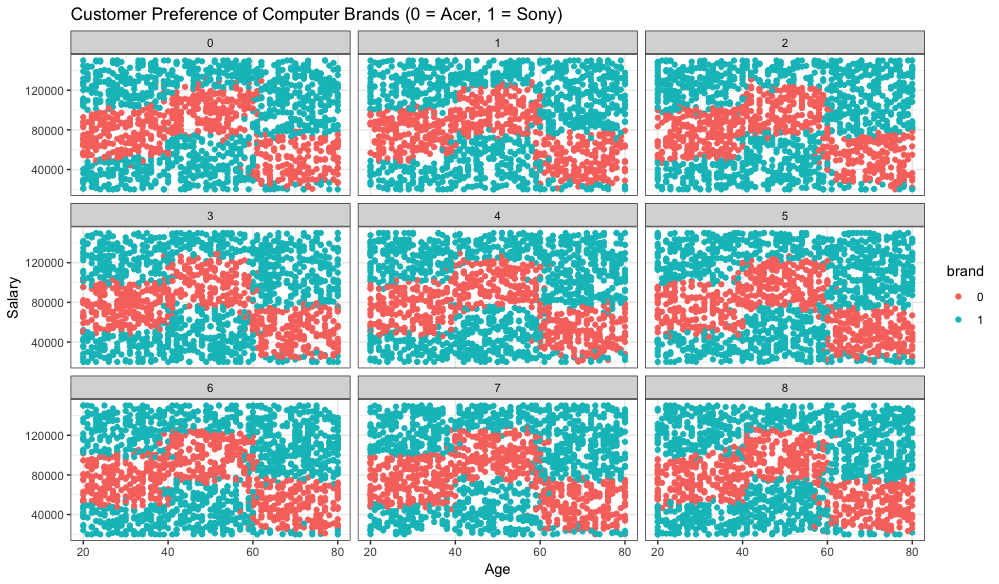 Customer Preference of Computer Brands (0 = Acer, 1 = Sony)
0 1 2
120000
80000
40000
3 4 5
120000
80000
40000
6 7 8
120000
80000
40000
20 40 60 80 20 40 60 80 20 40 60 80
Age
Salary
brand
0
1